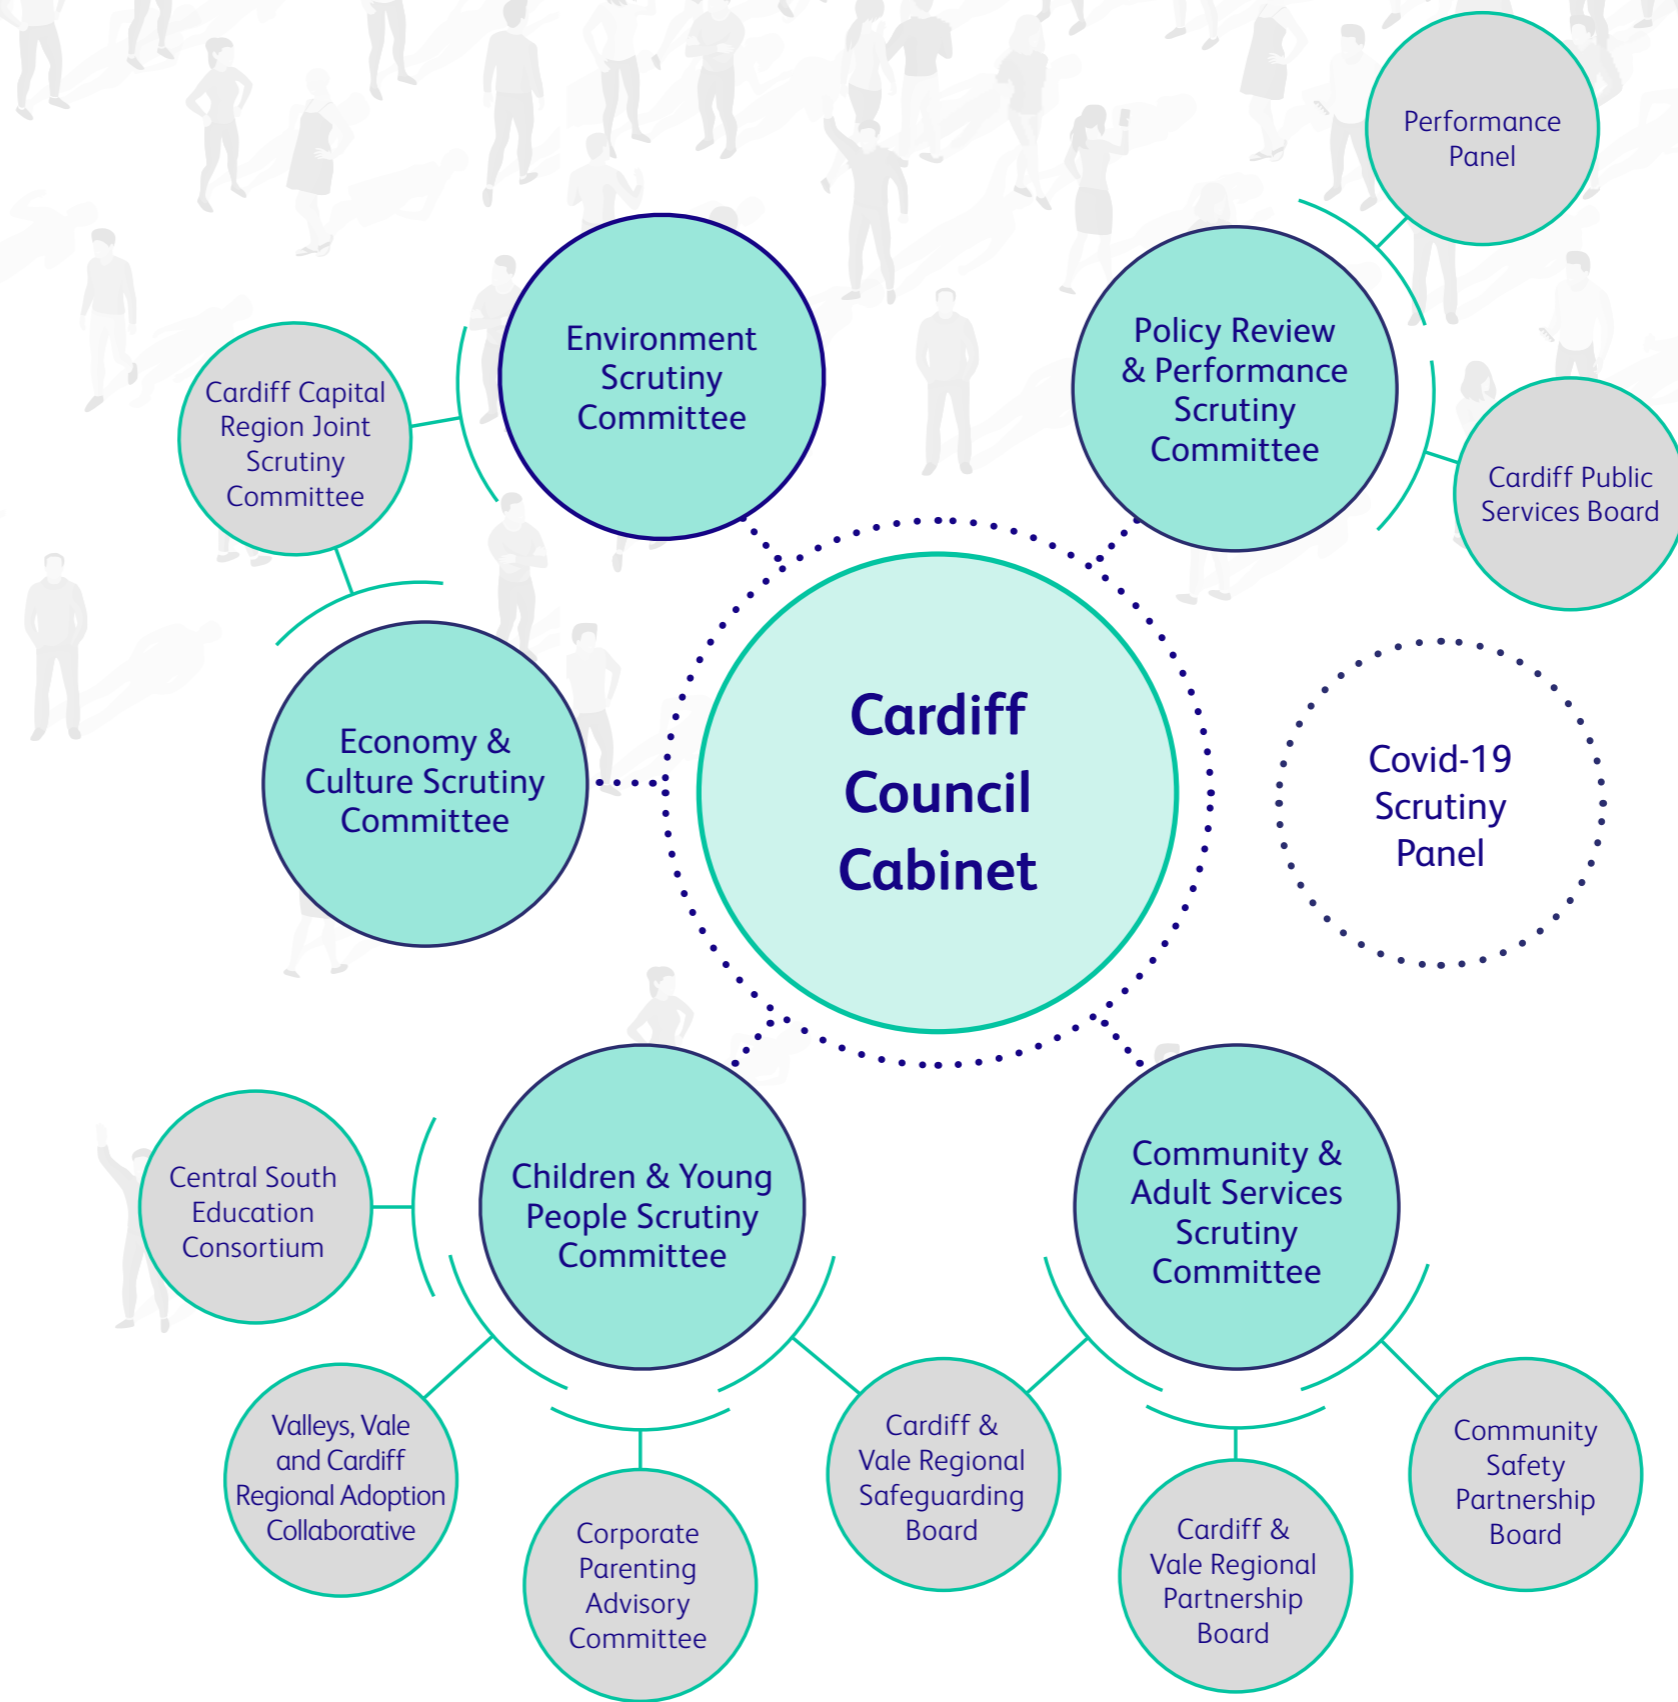 Performance
Panel
Environment
Scrutiny
Committee
Policy Review
& Performance
Scrutiny
Committee
Cardiff Capital
Region Joint
Scrutiny
Committee
Cardiff Public
Services Board
Economy &
Culture Scrutiny
Committee
Cardiff
Council
Cabinet
Covid-19
Scrutiny
Panel
Central South
Education
Consortium
Children & Young
People Scrutiny
Committee
Community &
Adult Services
Scrutiny
Committee
Valleys, Vale
and Cardiff
Regional Adoption
Collaborative
Corporate
Parenting
Advisory
Committee
Cardiff &
Vale Regional
Safeguarding
Board
Cardiff &
Vale Regional
Partnership
Board
Community
Safety
Partnership
Board